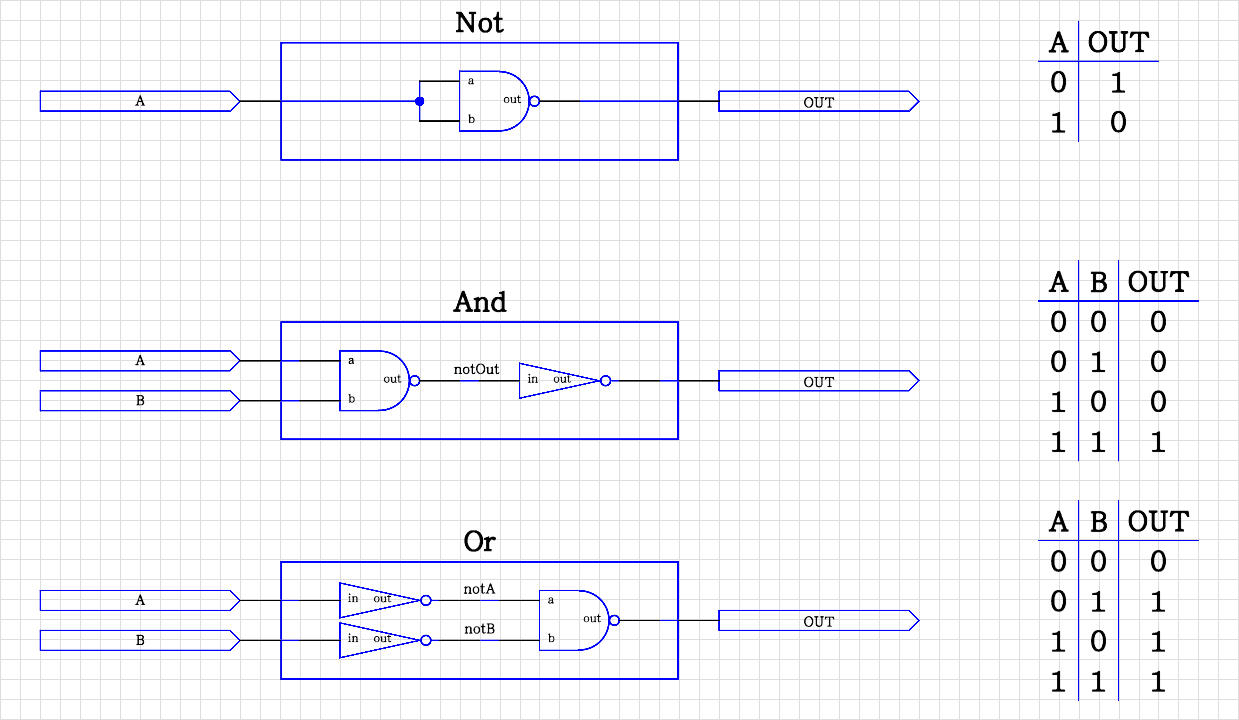 Not
A
a
b
out
OUT
A OUT
0 1
1 0
And
A
B
a
b
out
notOut
in out
OUT
A B OUT
0 0 0
0 1 0
1 0 0
1 1 1
Or
A
B
in out
in out
notA
notB
a
b
out
OUT
A B OUT
0 0 0
0 1 1
1 0 1
1 1 1